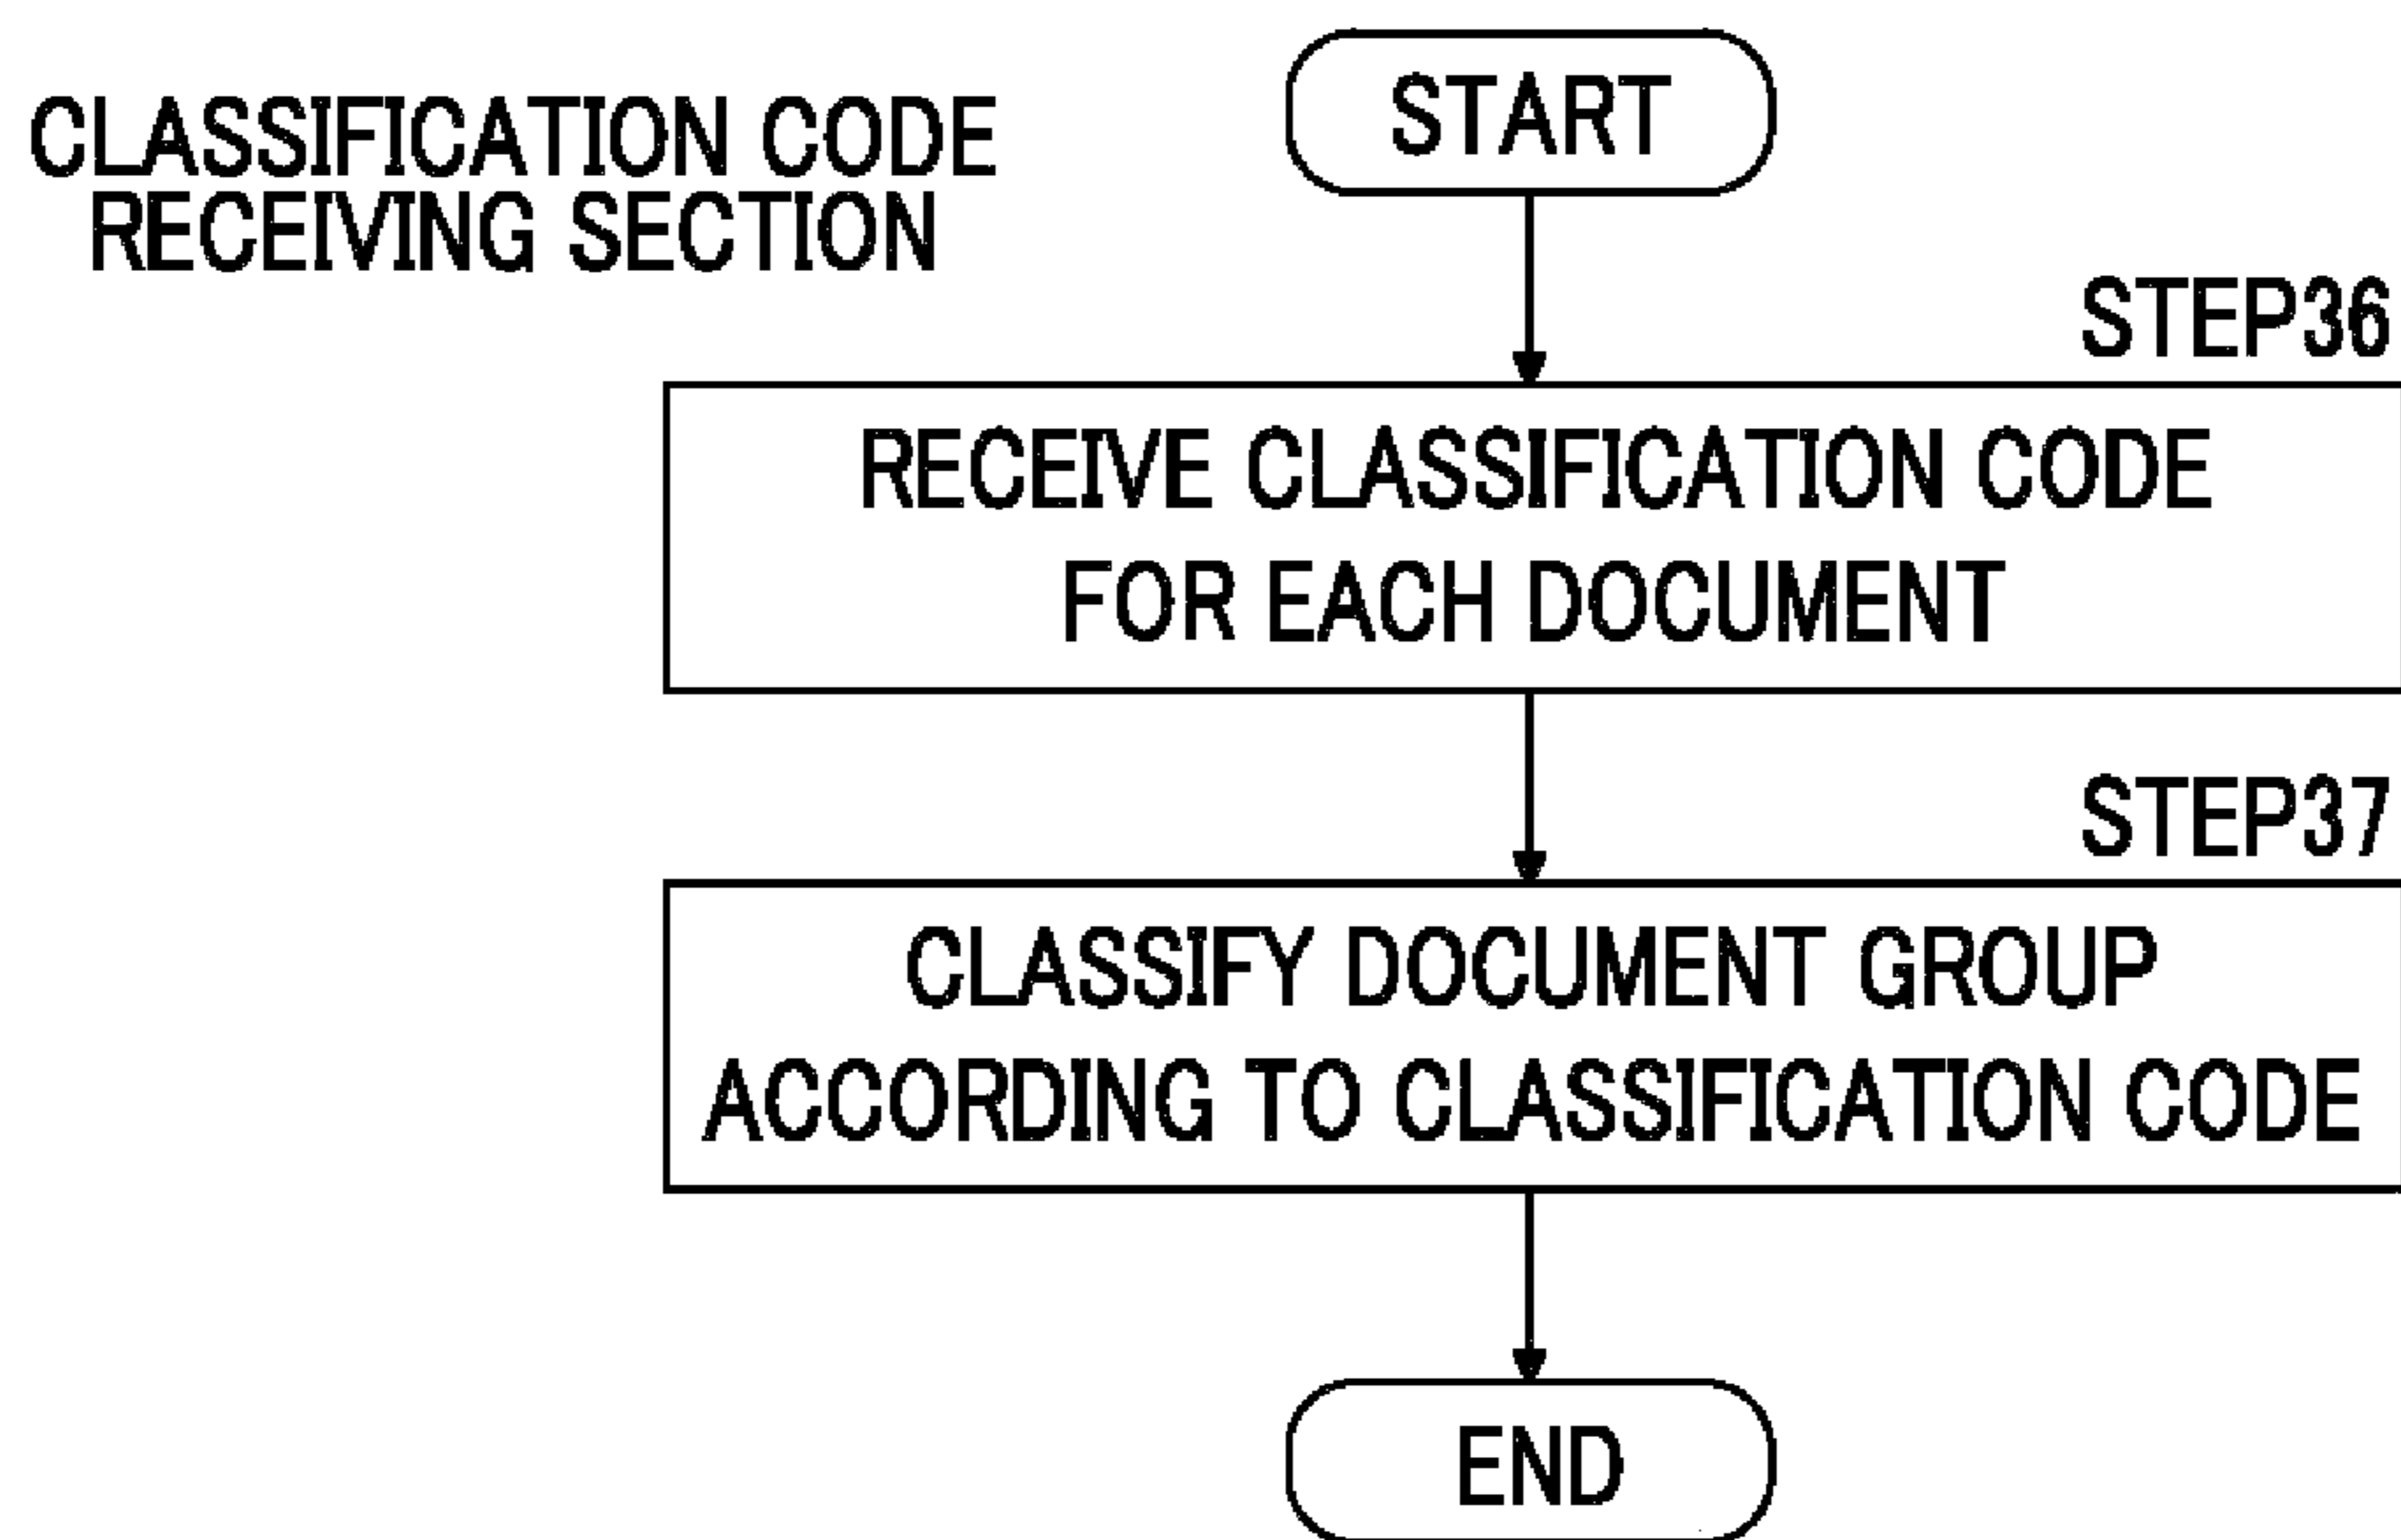 CLASSIFICATION CODE
RECEIVING SECTION
START
STEP36
RECEIVE CLASSIFICATION CODE
FOR EACH DOCUMENT
STEP37
CLASSIFY DOCUMENT GROUP
ACCORDING TO CLASSIFICATION CODE
END